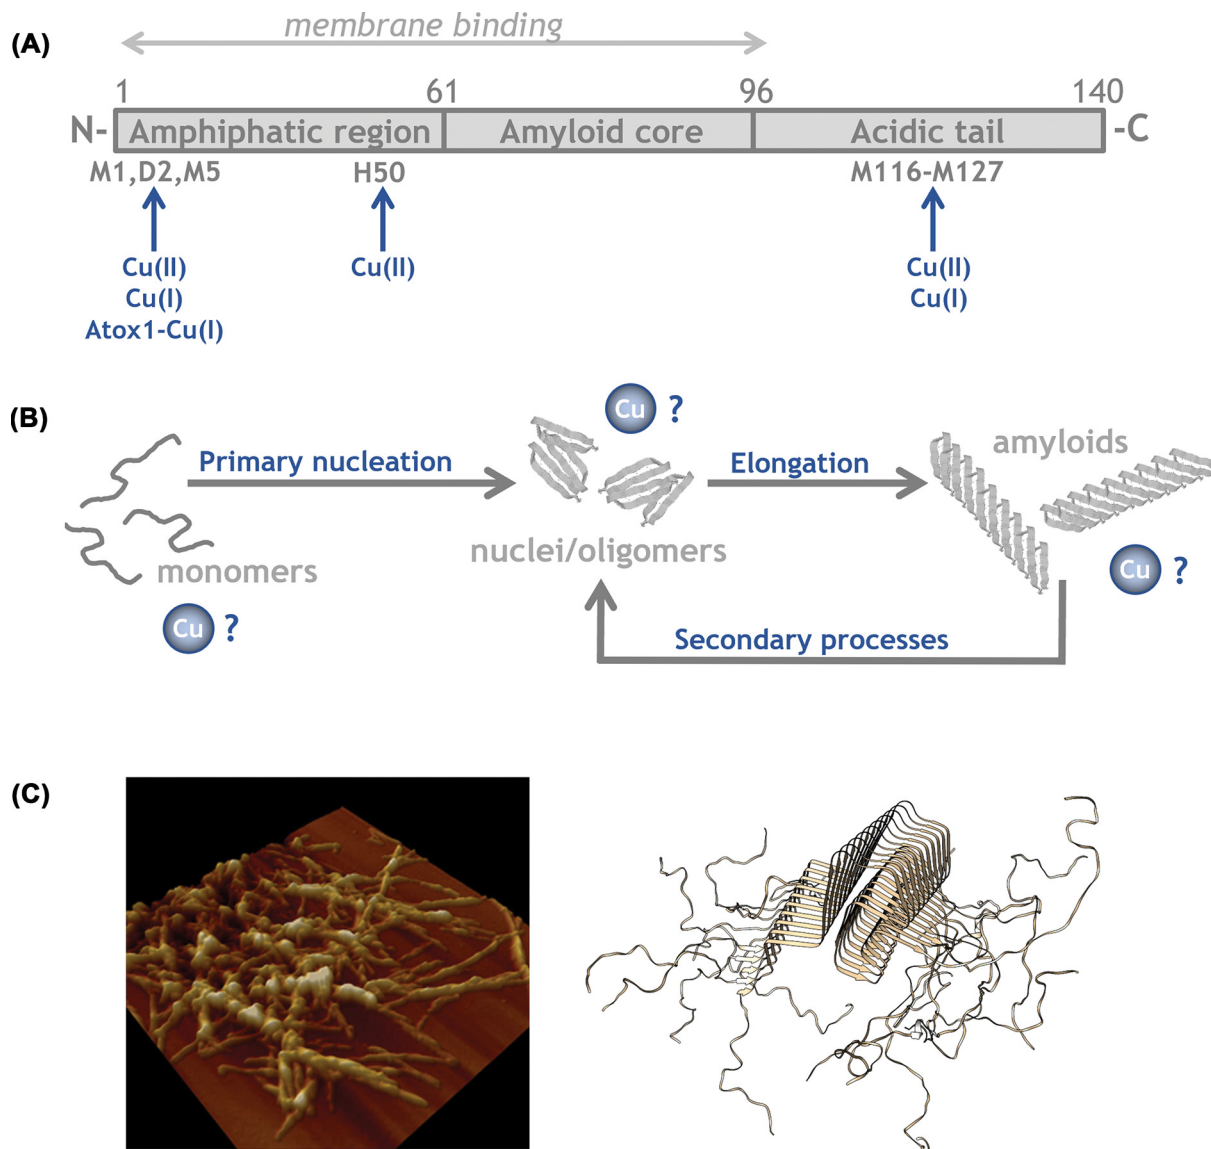 (A)
membrane binding
1 61 96 140
N- Amphiphatic region Amyloid core Acidic tail -C
M1,D2,M5 H50 M116-M127
Cu(II) Cu(II) Cu(II)
Cu(I) Cu(I)
Atox1-Cu(I)
(B)
Cu ?
Primary nucleation Elongation amyloids
nuclei/oligomers
monomers Cu ?
Cu ?
Secondary processes
(C)